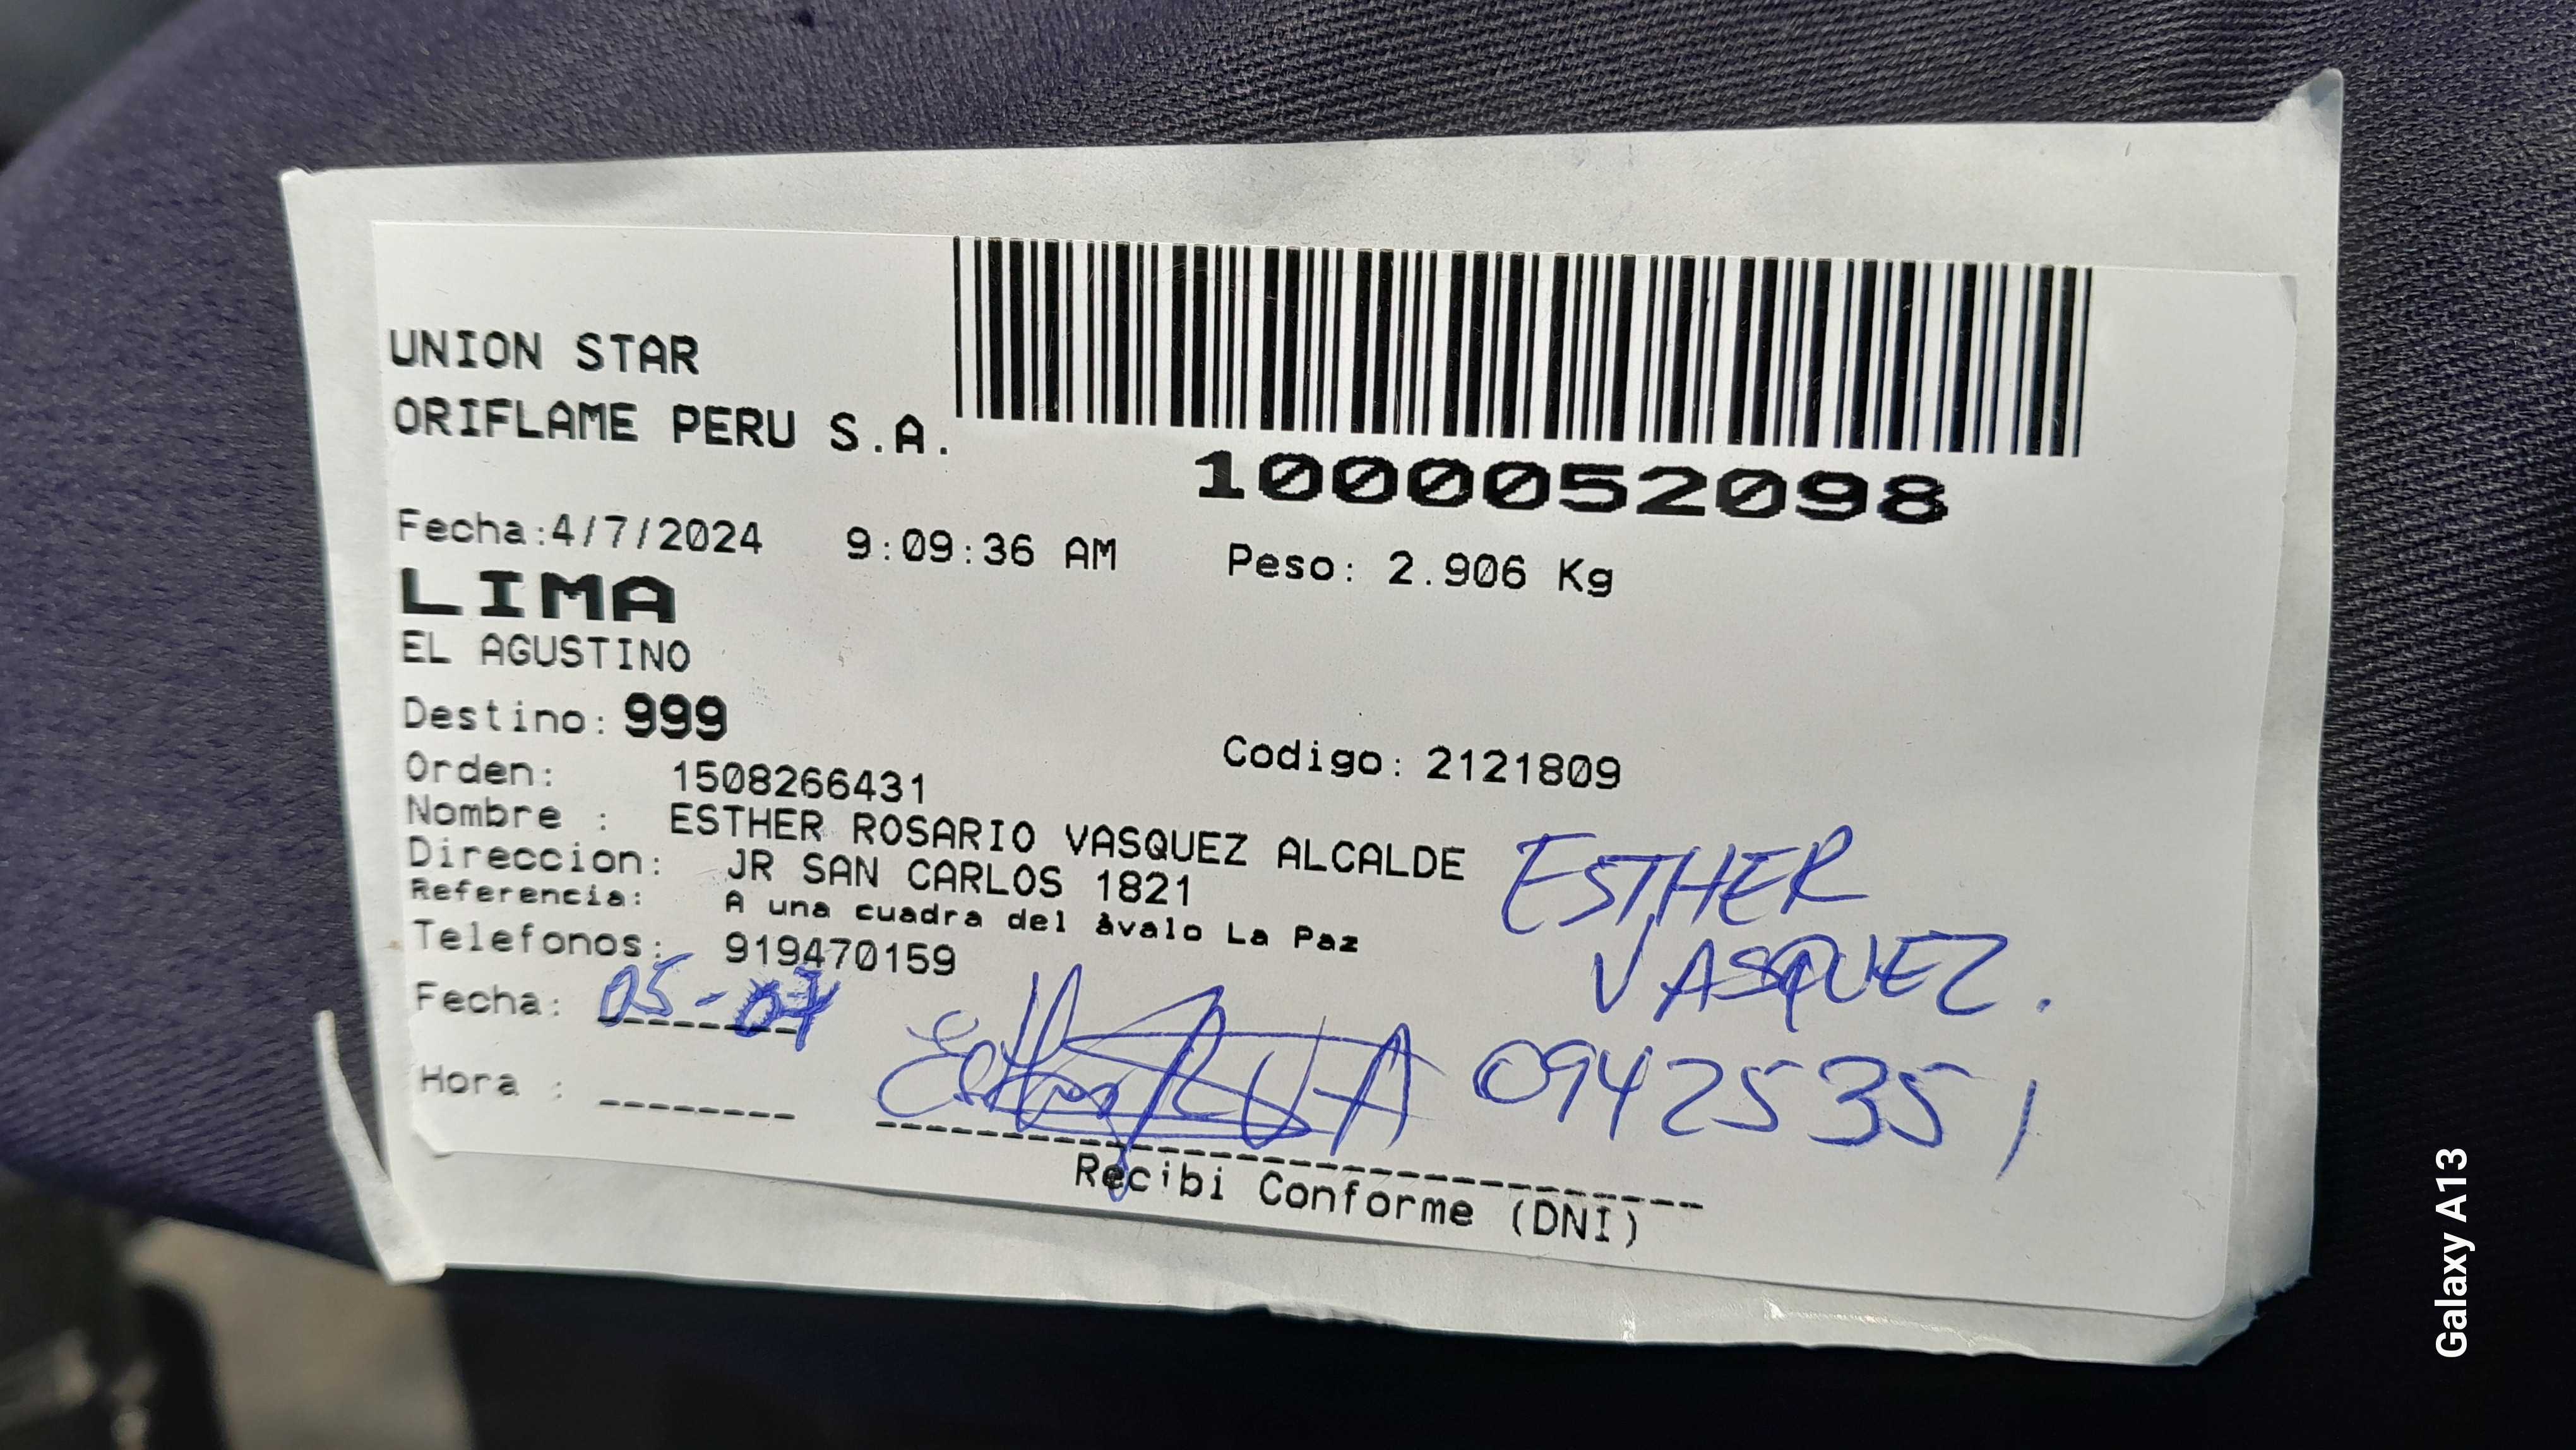 UNION STAR
ORIFLAME PERU S.A.
1000052098
Fecha:4/7/2024 9:09:36 AM Peso: 2.906 Kg
LIMA
EL AGUSTINO
Destino: 999
Codigo: 2121809
Orden: 1508266431
Nombre : ESTHER ROSARIO VASQUEZ ALCALDE
Direccion: JR SAN CARLOS 1821
Referencia: A una cuadra del àvalo La Paz
Telefonos: 919470159
ESTHER
VASQUEZ.
Fecha: 05-07
Hora :
09425351
Recibi Conforme (DNI)
Galaxy A13